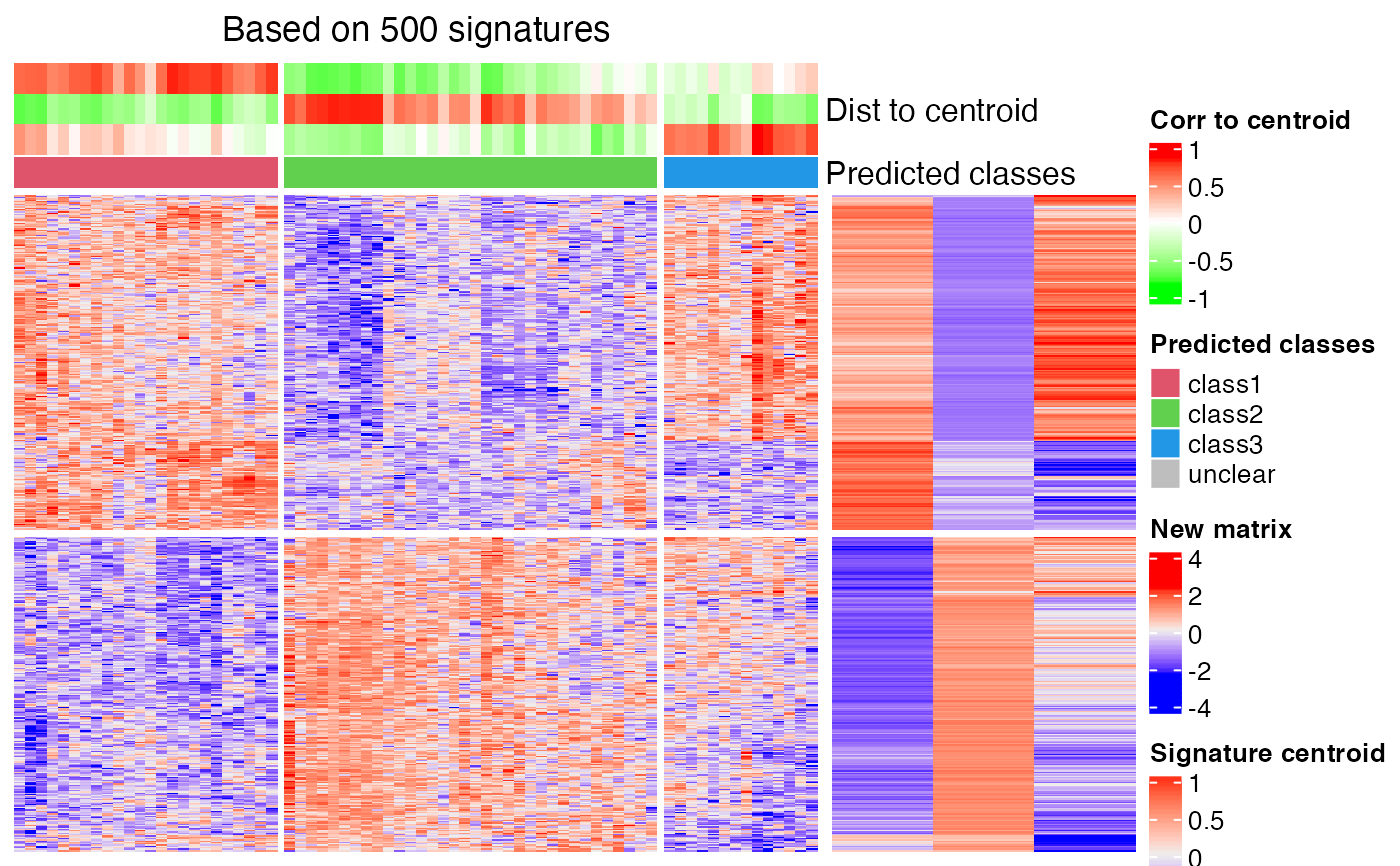 Based on 500 signatures
Dist to centroid
Predicted classes
Corr to centroid
1
0.5
0
-0.5
-1
Predicted classes
class1
class2
class3
unclear
New matrix
4
2
0
-2
-4
Signature centroid
1
0.5
0